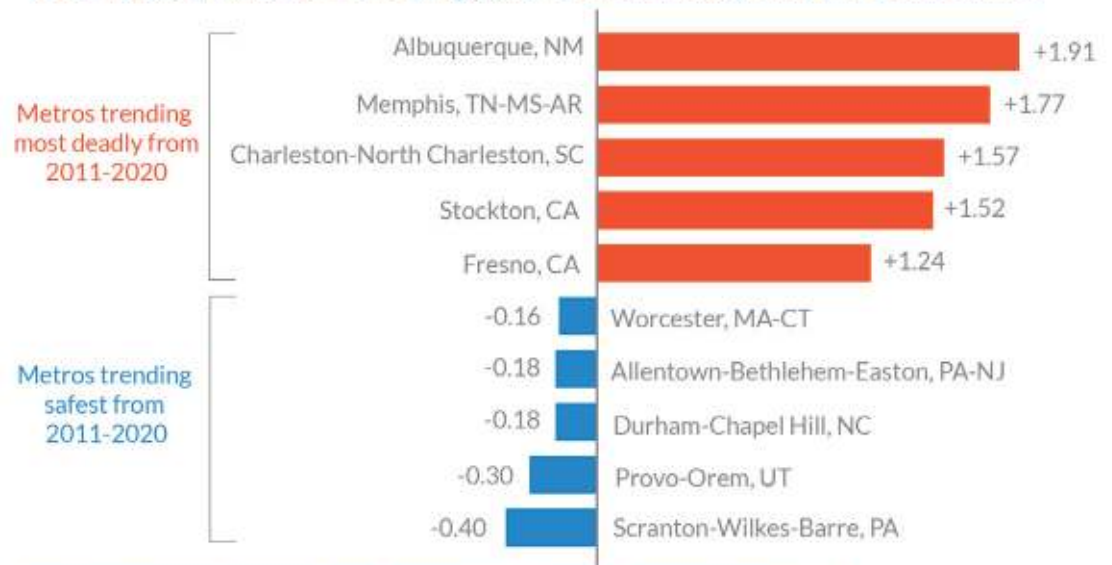 Albuquerque, NM +1.91
Memphis, TN-MS-AR +1.77
Metros trending
most deadly from
2011-2020
Charleston-North Charleston, SC +1.57
Stockton, CA +1.52
Fresno, CA +1.24
-0.16 Worcester, MA-CT
Metros trending
safest from
2011-2020
-0.18 Allentown-Bethlehem-Easton, PA-NJ
-0.18 Durham-Chapel Hill, NC
-0.30 Provo-Orem, UT
-0.40 Scranton-Wilkes-Barre, PA